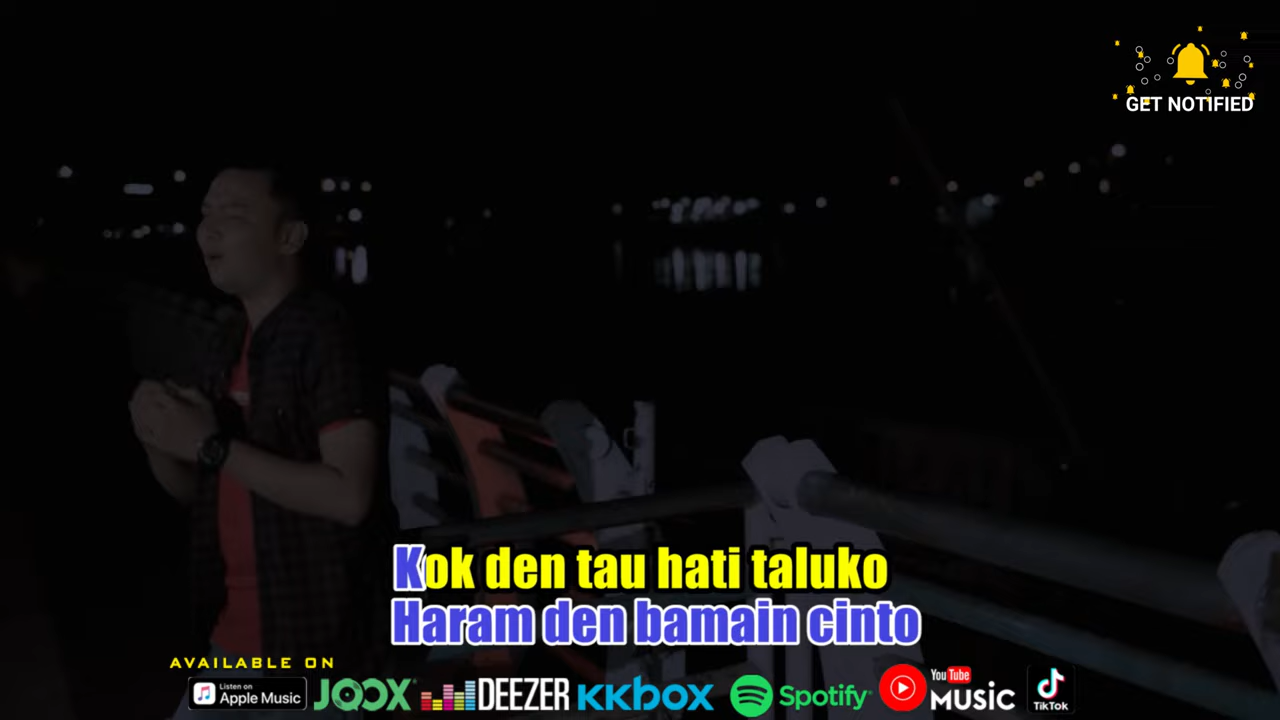 GET NOTIFIED
Kok den tau hati taluko
Haram den bamain cinto
AVAILABLE ON
Listen on
Apple Music
JOOX
DEEZER
KKBOX
Spotify
YouTube
MUSIC
TikTok